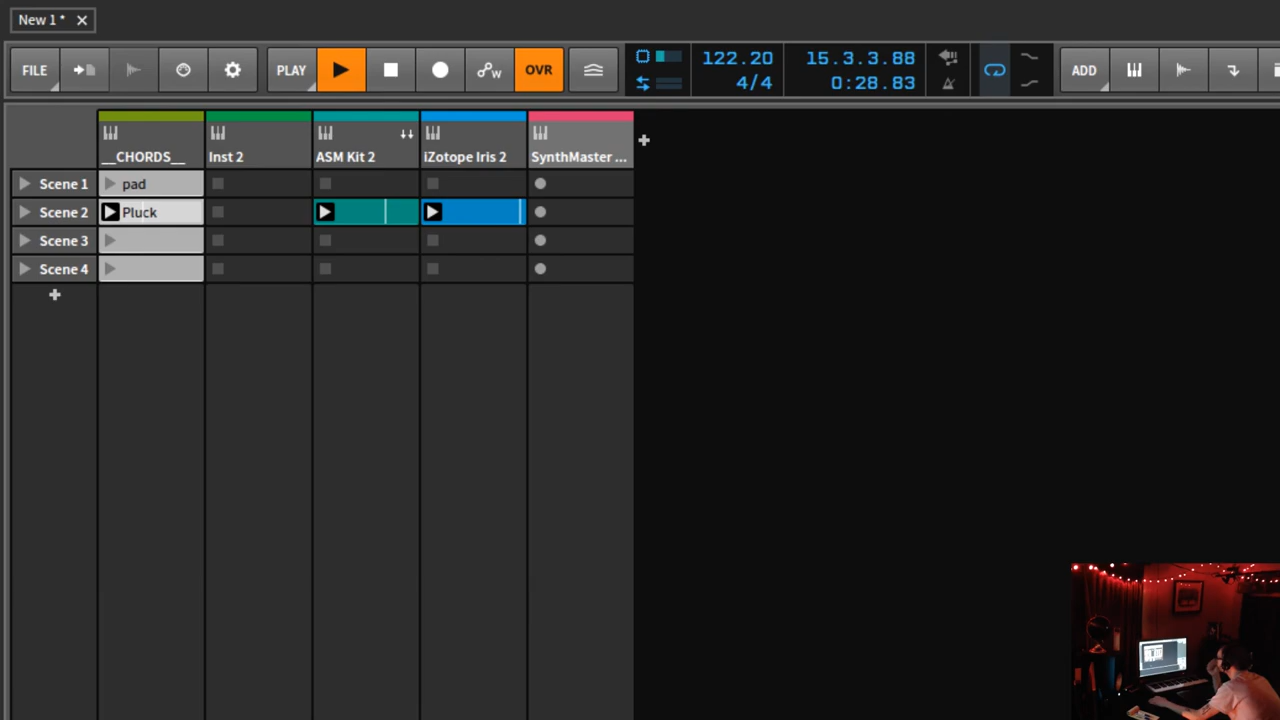 New 1 *
FILE PLAY OVR 122.20 15.3.3.88 ADD
4/4 0:28.83
__CHORDS__ Inst 2 ASM Kit 2 iZotope Iris 2 SynthMaster ...
Scene 1 pad
Scene 2 Pluck
Scene 3
Scene 4